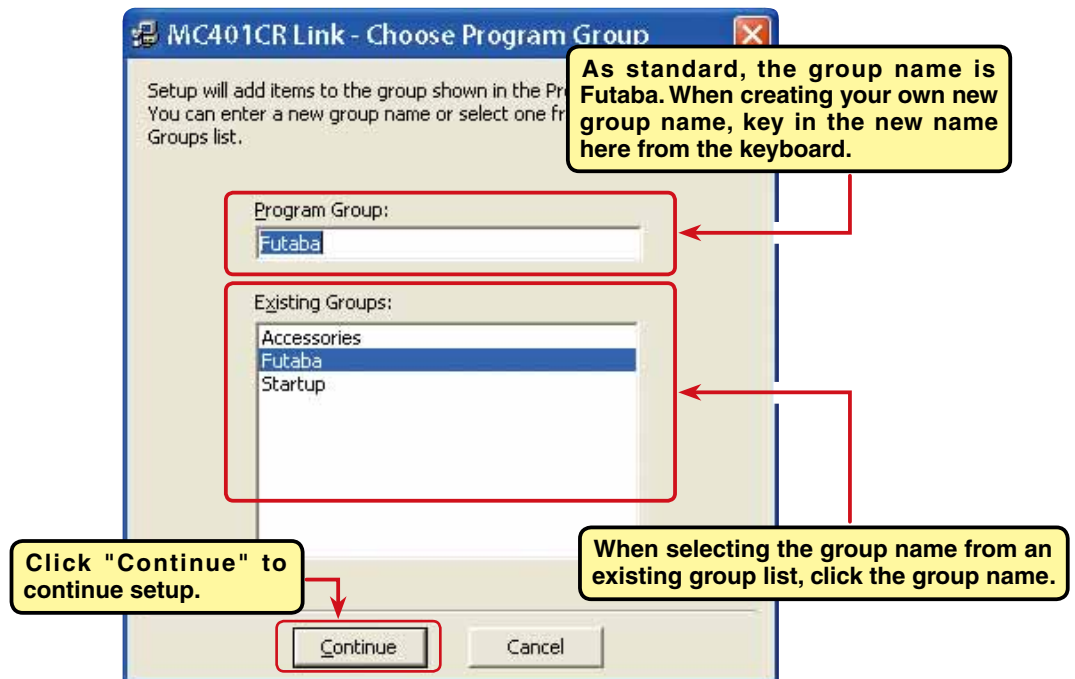 MC401CR Link - Choose Program Group
Setup will add items to the group shown in the
You can enter a new group name or select one
Groups list.
As standard, the group name is
Futaba. When creating your own new
group name, key in the new name
here from the keyboard.
Program Group:
Futaba
Existing Groups:
Accessories
Futaba
Startup
When selecting the group name from an
existing group list, click the group name.
Click "Continue" to
continue setup.
Continue
Cancel